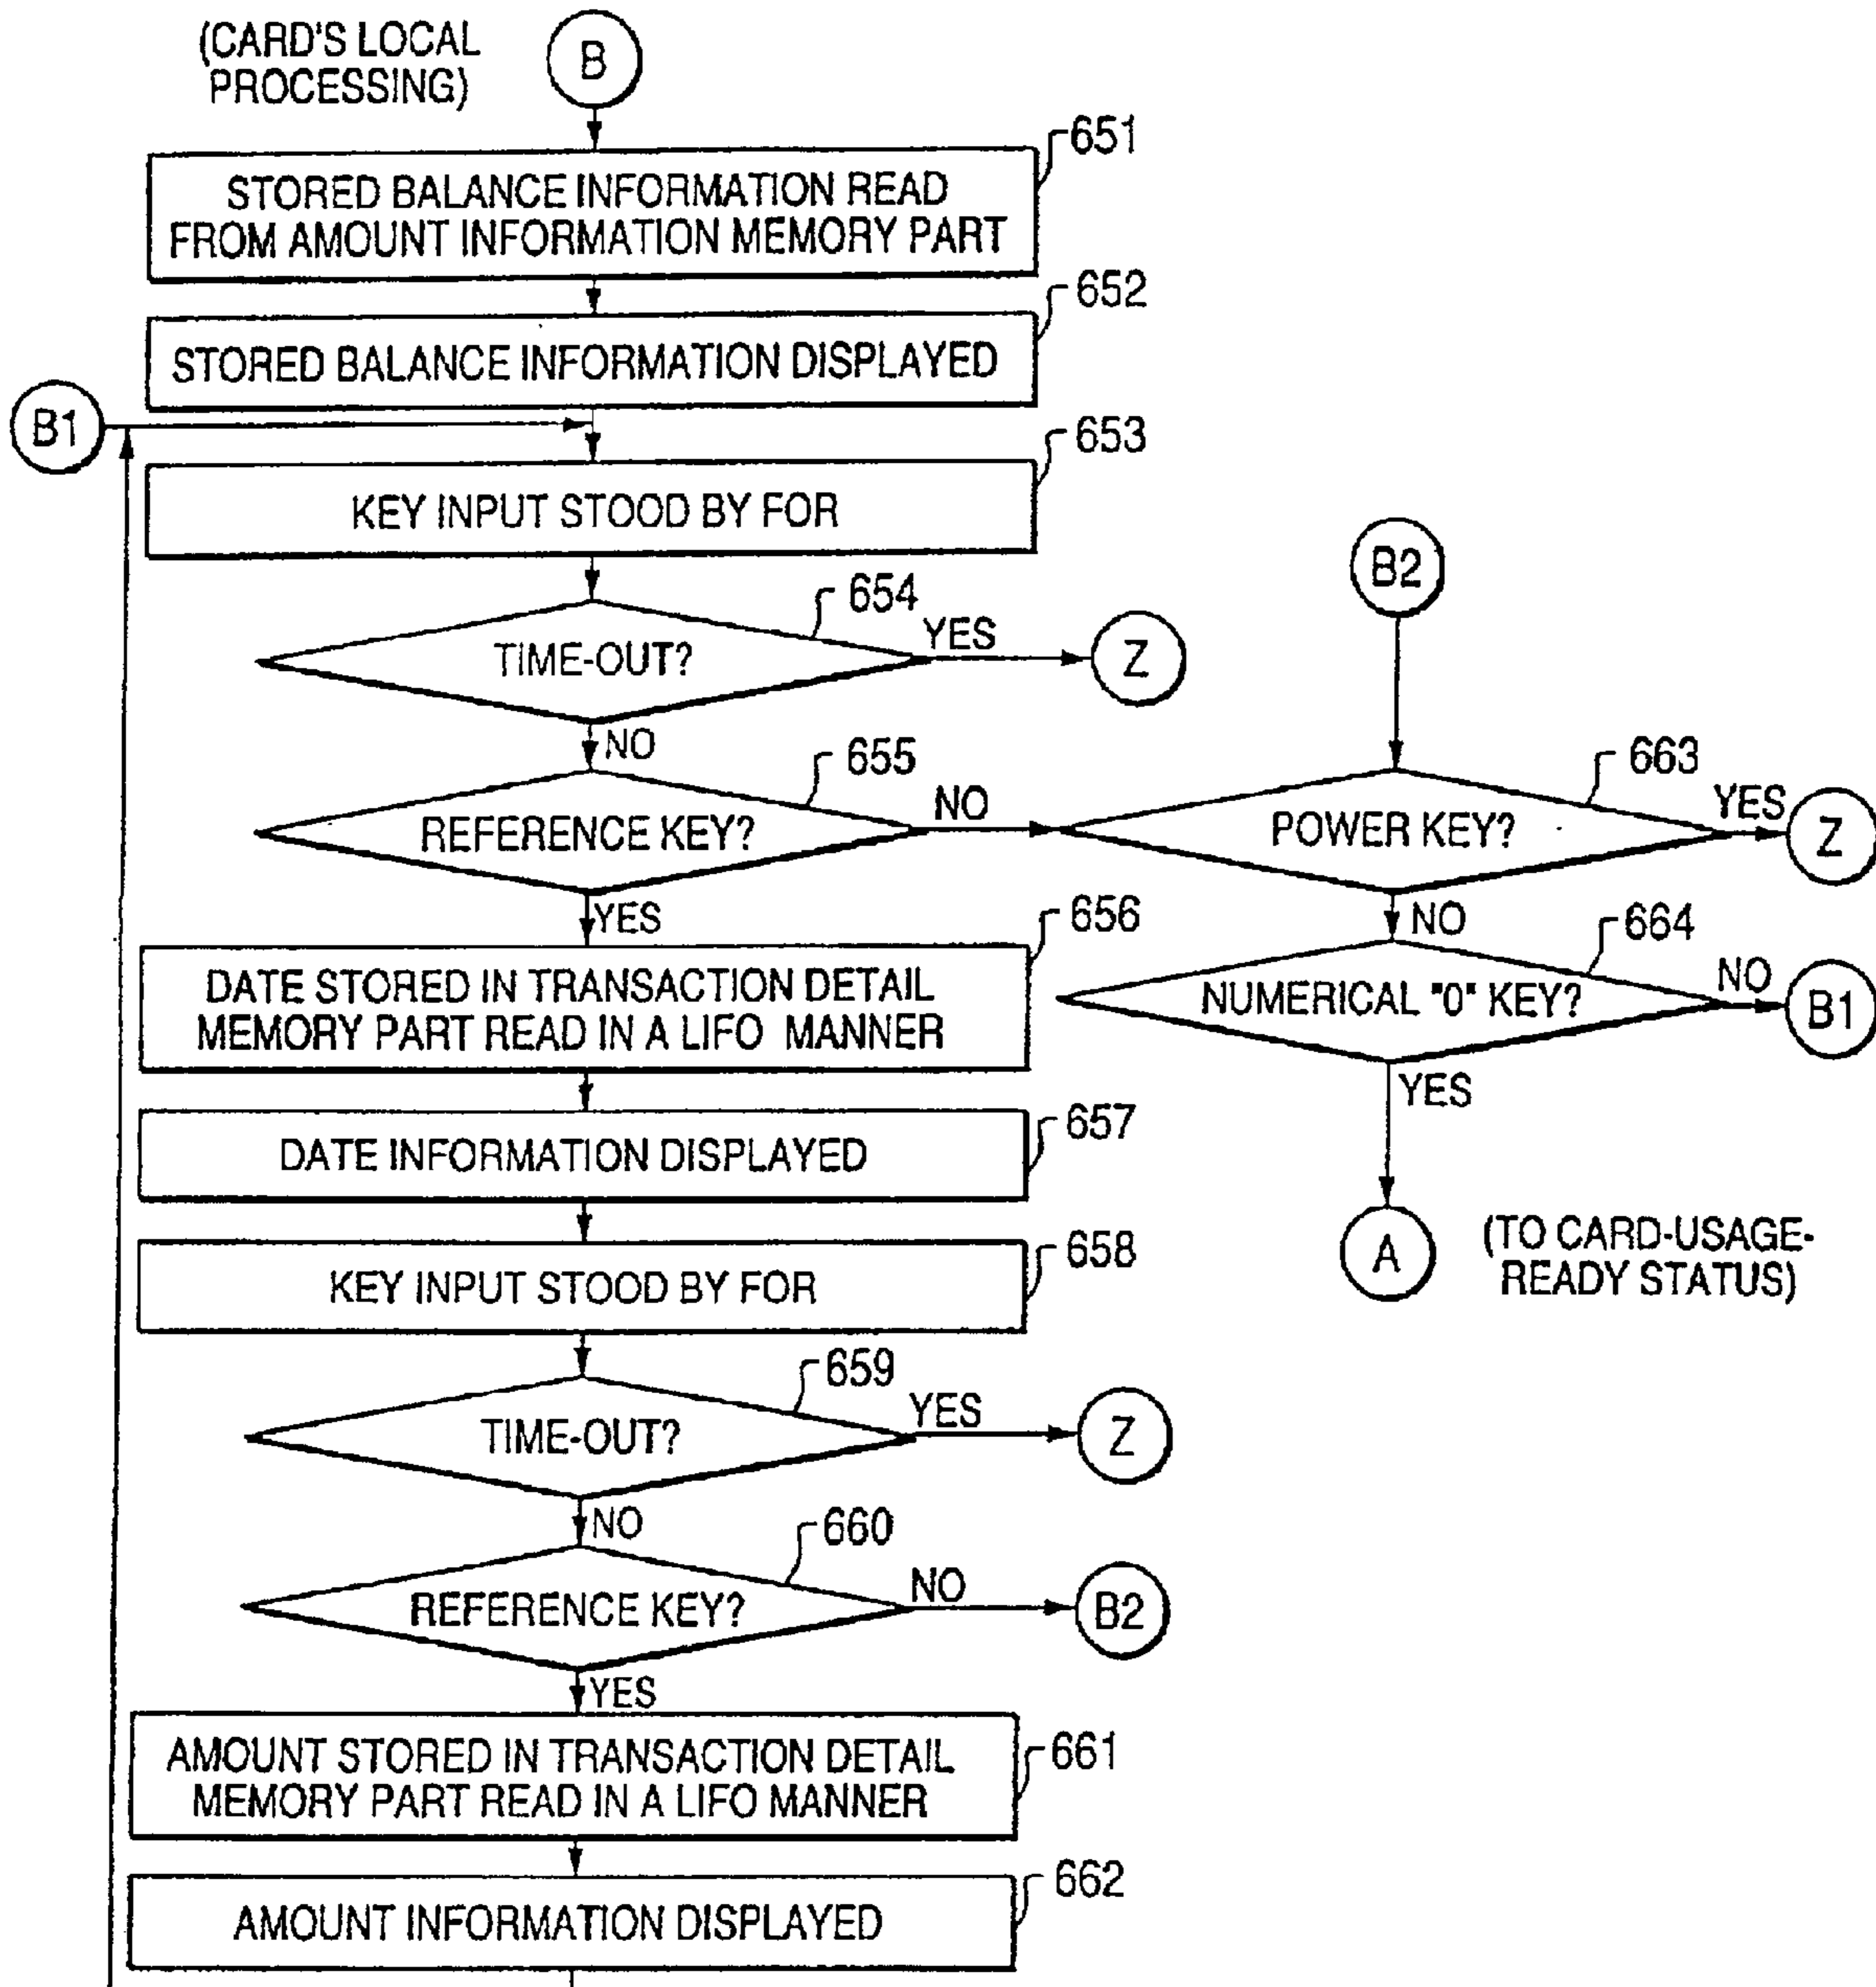 (CARD'S LOCAL
PROCESSING)
B
651
STORED BALANCE INFORMATION READ
FROM AMOUNT INFORMATION MEMORY PART
652
STORED BALANCE INFORMATION DISPLAYED
B1
653
KEY INPUT STOOD BY FOR
654
TIME-OUT?
YES
Z
NO
B2
655
REFERENCE KEY?
NO
663
POWER KEY?
YES
Z
YES
NO
656
DATE STORED IN TRANSACTION DETAIL
MEMORY PART READ IN A LIFO MANNER
664
NUMERICAL "0" KEY?
NO
B1
YES
657
DATE INFORMATION DISPLAYED
A
(TO CARD-USAGE-
READY STATUS)
658
KEY INPUT STOOD BY FOR
659
TIME-OUT?
YES
Z
NO
660
REFERENCE KEY?
NO
B2
YES
661
AMOUNT STORED IN TRANSACTION DETAIL
MEMORY PART READ IN A LIFO MANNER
662
AMOUNT INFORMATION DISPLAYED